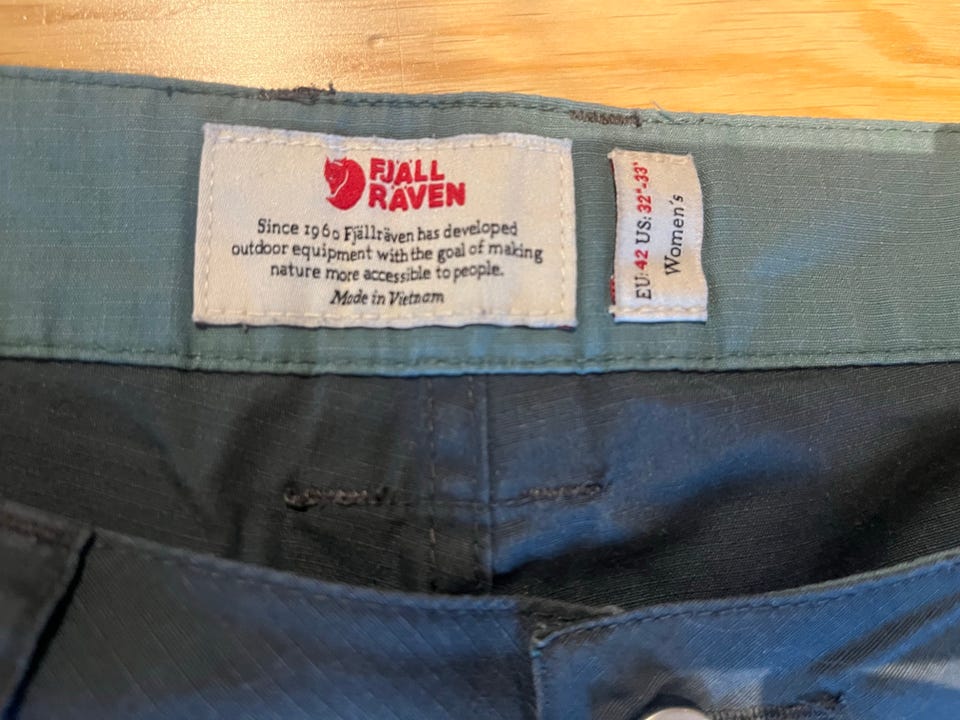 FJÄLL
RÄVEN
Since 1960 Fjällräven has developed
outdoor equipment with the goal of making
nature more accessible to people.
Made in Vietnam
EU: 42 US: 32"-33"
Women's